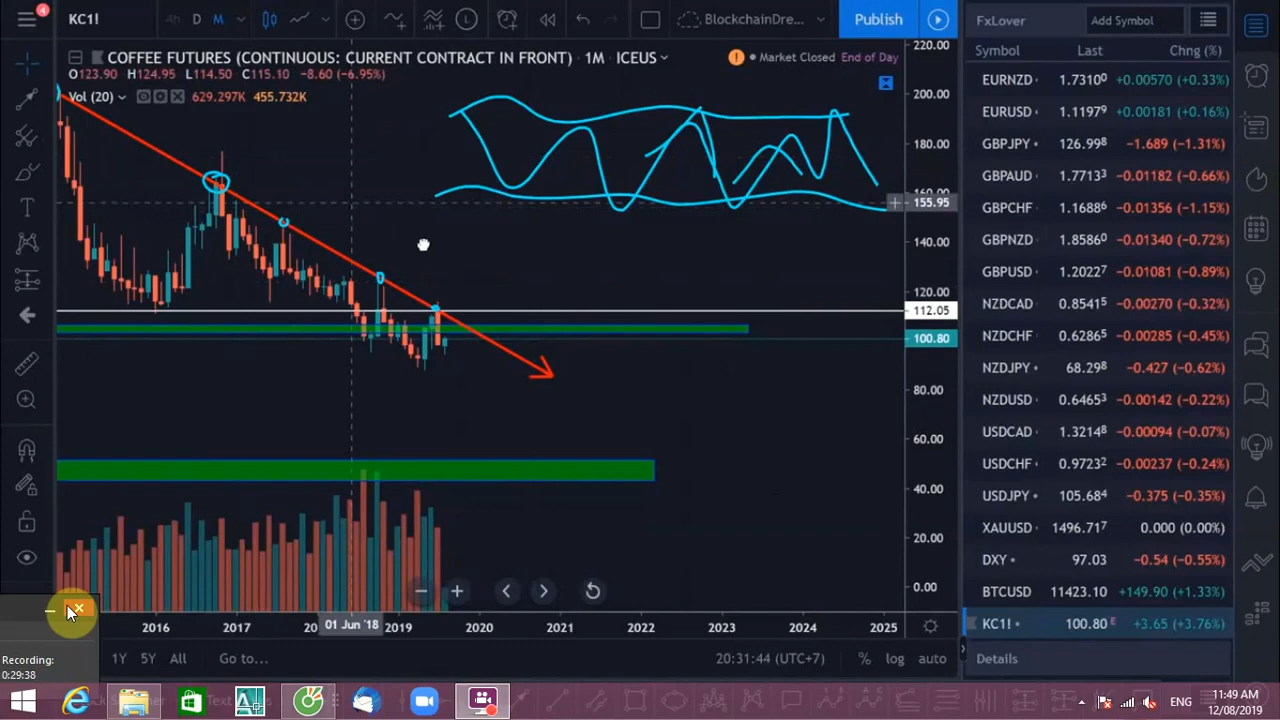 4
KC1!
4h D M
BlockchainDre...
Publish
FxLover
Add Symbol
COFFEE FUTURES (CONTINUOUS: CURRENT CONTRACT IN FRONT) 1M ICEUS
Market Closed End of Day
O123.90 H124.95 L114.50 C115.10 -8.60 (-6.95%)
Vol (20) 629.297K 455.732K
220.00
200.00
180.00
160.00
155.95
140.00
120.00
112.05
100.80
80.00
60.00
40.00
20.00
0.00
Symbol Last Chng (%)
EURNZD 1.73100 +0.00570 (+0.33%)
EURUSD 1.11979 +0.00181 (+0.16%)
GBPJPY 126.998 -1.689 (-1.31%)
GBPAUD 1.77133 -0.01182 (-0.66%)
GBPCHF 1.16886 -0.01356 (-1.15%)
GBPNZD 1.85860 -0.01340 (-0.72%)
GBPUSD 1.20227 -0.01081 (-0.89%)
NZDCAD 0.85415 -0.00270 (-0.32%)
NZDCHF 0.62865 -0.00285 (-0.45%)
NZDJPY 68.298 -0.427 (-0.62%)
NZDUSD 0.64653 -0.00142 (-0.22%)
USDCAD 1.32148 -0.00094 (-0.07%)
USDCHF 0.97232 -0.00237 (-0.24%)
USDJPY 105.684 -0.375 (-0.35%)
XAUUSD 1496.717 0.000 (0.00%)
DXY 97.03 -0.54 (-0.55%)
BTCUSD 11423.10 +149.90 (+1.33%)
KC1! 100.80 E +3.65 (+3.76%)
Details
2016 2017 01 Jun '18 2019 2020 2021 2022 2023 2024 2025
1Y 5Y All Go to...
20:31:44 (UTC+7) % log auto
Recording:
0:29:38
ENG
11:49 AM
12/08/2019